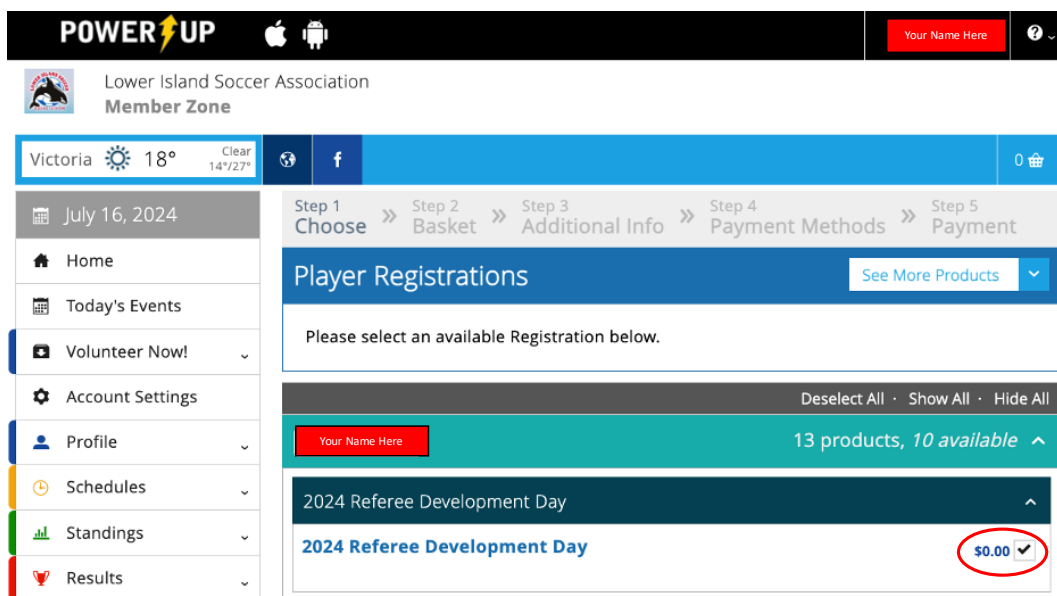 POWER UP
Your Name Here
Lower Island Soccer Association
Member Zone
Victoria 18° Clear 14°/27°
f
0
July 16, 2024
Home
Today's Events
Volunteer Now!
Account Settings
Profile
Schedules
Standings
Results
Step 1 Choose » Step 2 Basket » Step 3 Additional Info » Step 4 Payment Methods » Step 5 Payment
Player Registrations
See More Products
Please select an available Registration below.
Deselect All · Show All · Hide All
Your Name Here
13 products, 10 available
2024 Referee Development Day
2024 Referee Development Day
$0.00